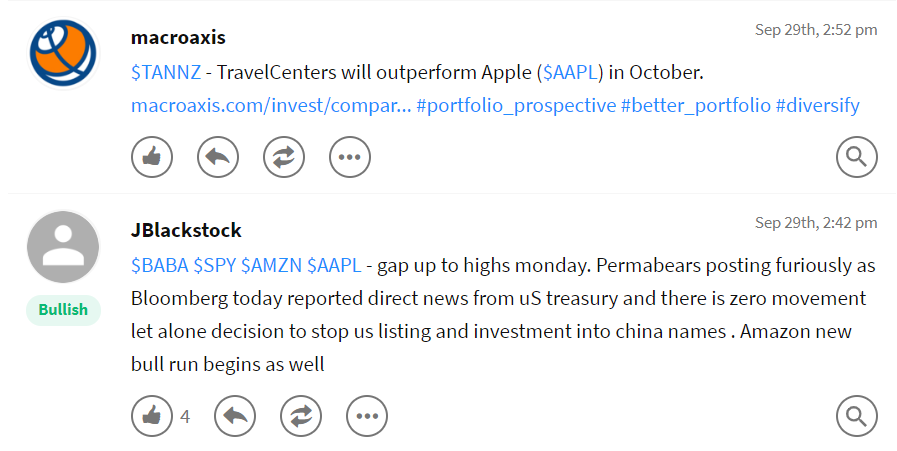 macroaxis
Sep 29th, 2:52 pm
$TANNZ - TravelCenters will outperform Apple ($AAPL) in October.
macroaxis.com/invest/compar... #portfolio_prospective #better_portfolio #diversify
JBlackstock
Sep 29th, 2:42 pm
$BABA $SPY $AMZN $AAPL - gap up to highs monday. Permabears posting furiously as
Bullish
Bloomberg today reported direct news from uS treasury and there is zero movement
let alone decision to stop us listing and investment into china names . Amazon new
bull run begins as well
4